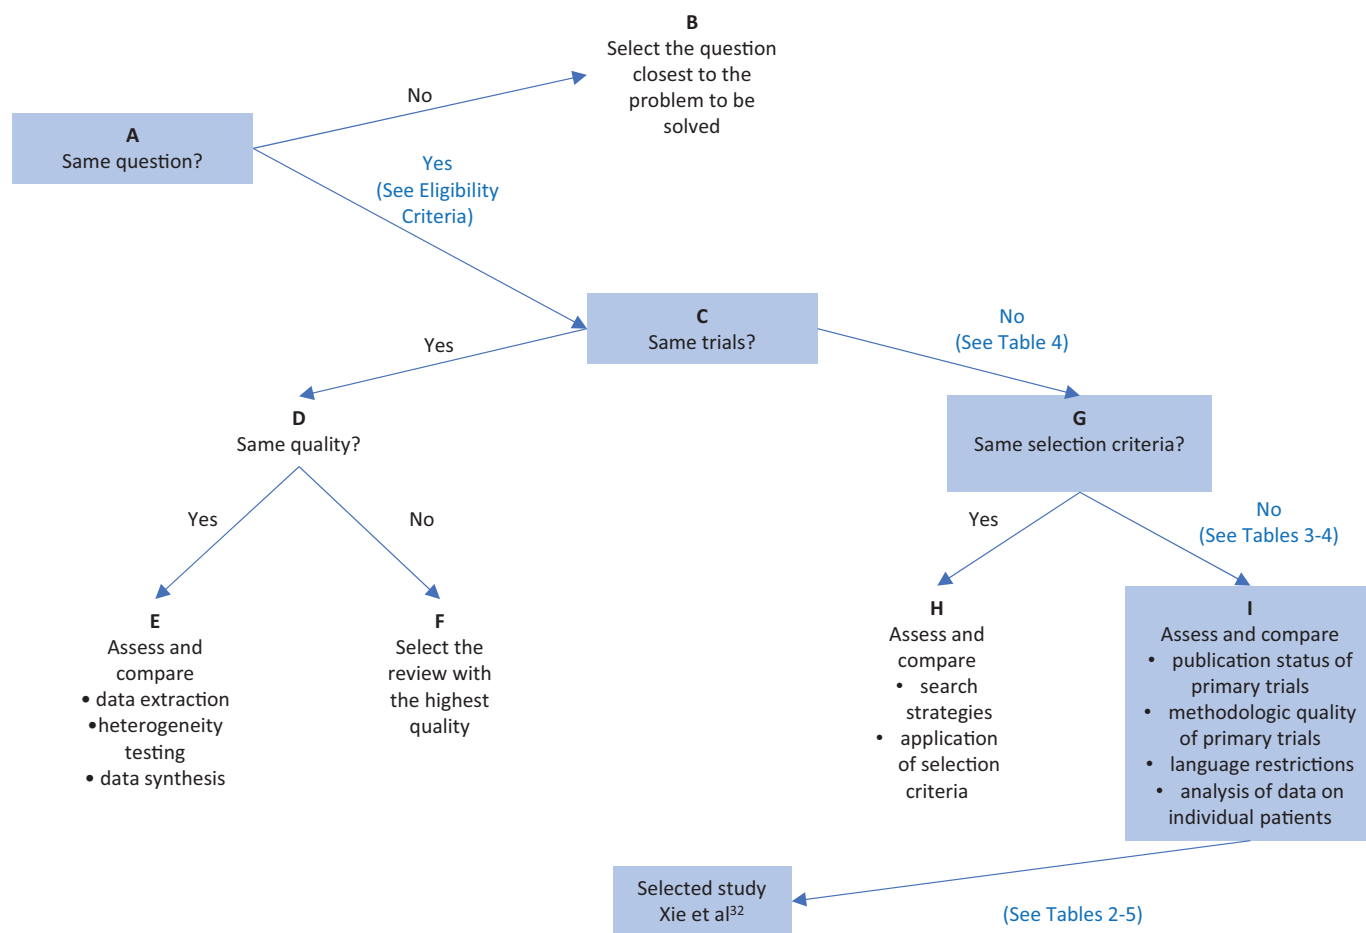 B
Select the question
closest to the
problem to be
solved
No
A
Same question?
Yes
(See Eligibility
Criteria)
C
Same trials?
No
(See Table 4)
Yes
D
Same quality?
G
Same selection criteria?
Yes
No
Yes
No
(See Tables 3-4)
E
Assess and
compare
• data extraction
•heterogeneity
testing
• data synthesis
F
Select the
review with
the highest
quality
H
Assess and
compare
• search
strategies
• application
of selection
criteria
I
Assess and compare
• publication status of
primary trials
• methodologic quality
of primary trials
• language restrictions
• analysis of data on
individual patients
Selected study
Xie et al³²
(See Tables 2-5)